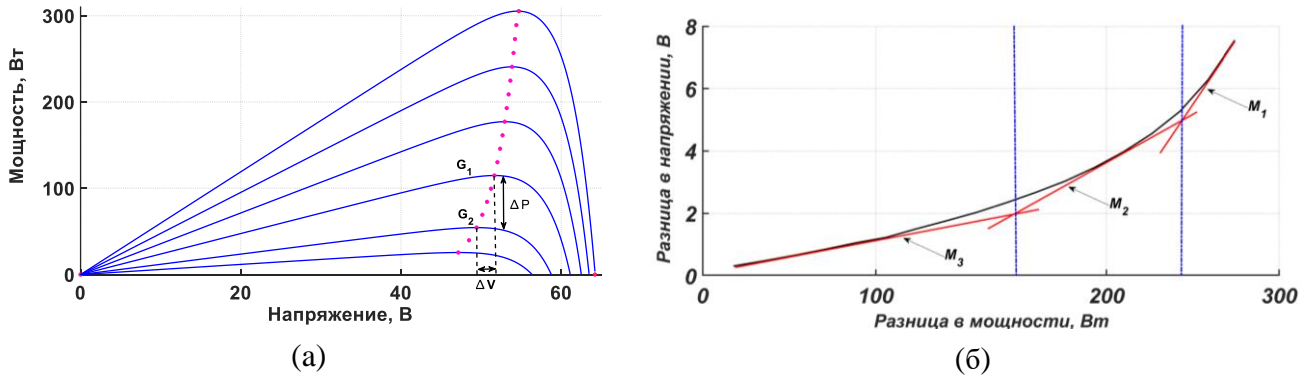 Мощность, Вт
300
200
100
0
0
20
40
60
Напряжение, В
G1
G2
ΔP
ΔV
(а)
Разница в напряжении, В
8
6
4
2
0
0
100
200
300
Разница в мощности, Вт
M1
M2
M3
(б)